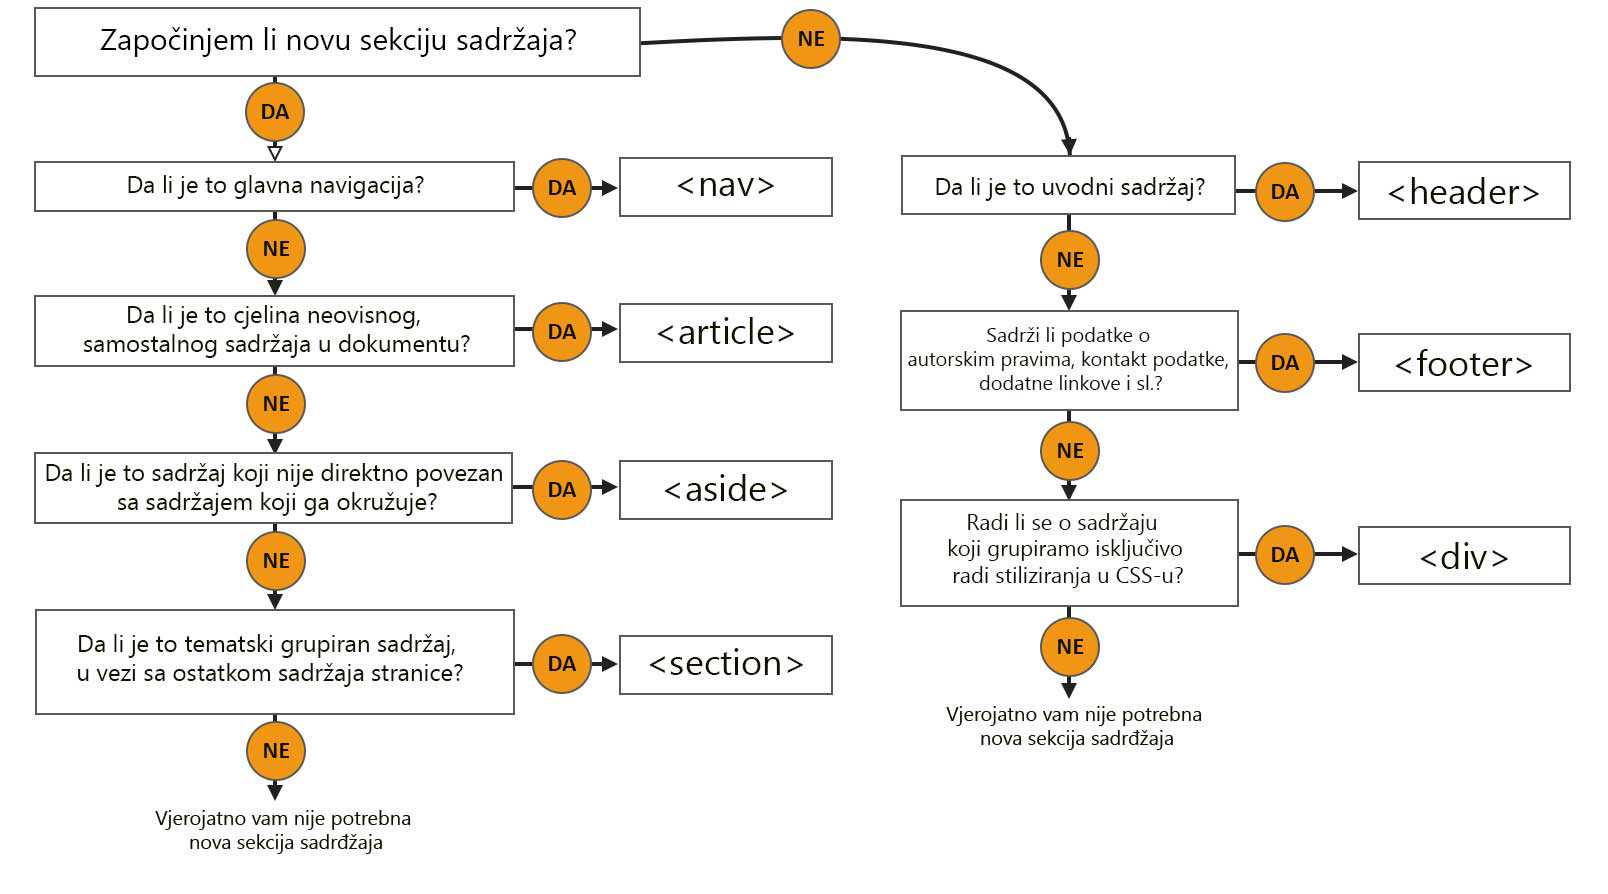 Započinjem li novu sekciju sadržaja?
NE
DA
Da li je to glavna navigacija?
DA
<nav>
NE
Da li je to cjelina neovisnog,
samostalnog sadržaja u dokumentu?
DA
<article>
NE
Da li je to sadržaj koji nije direktno povezan
sa sadržajem koji ga okružuje?
DA
<aside>
NE
Da li je to tematski grupiran sadržaj,
u vezi sa ostatkom sadržaja stranice?
DA
<section>
NE
Vjerojatno vam nije potrebna
nova sekcija sadrđžaja
Da li je to uvodni sadržaj?
DA
<header>
NE
Sadrži li podatke o
autorskim pravima, kontakt podatke,
dodatne linkove i sl.?
DA
<footer>
NE
Radi li se o sadržaju
koji grupiramo isključivo
radi stiliziranja u CSS-u?
DA
<div>
NE
Vjerojatno vam nije potrebna
nova sekcija sadrđžaja